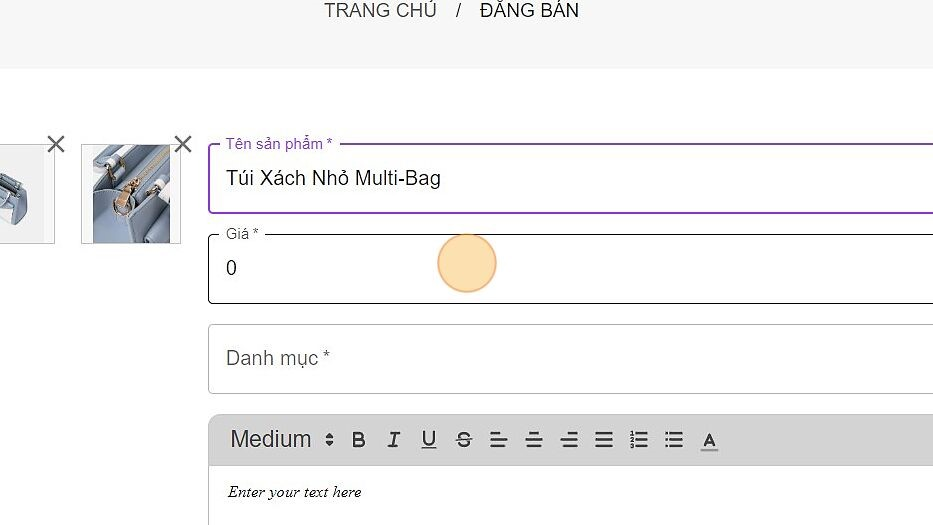 TRANG CHỦ / ĐĂNG BÁN
Tên sản phẩm *
Túi Xách Nhỏ Multi-Bag
Giá *
0
Danh mục *
Medium B I U S A
Enter your text here